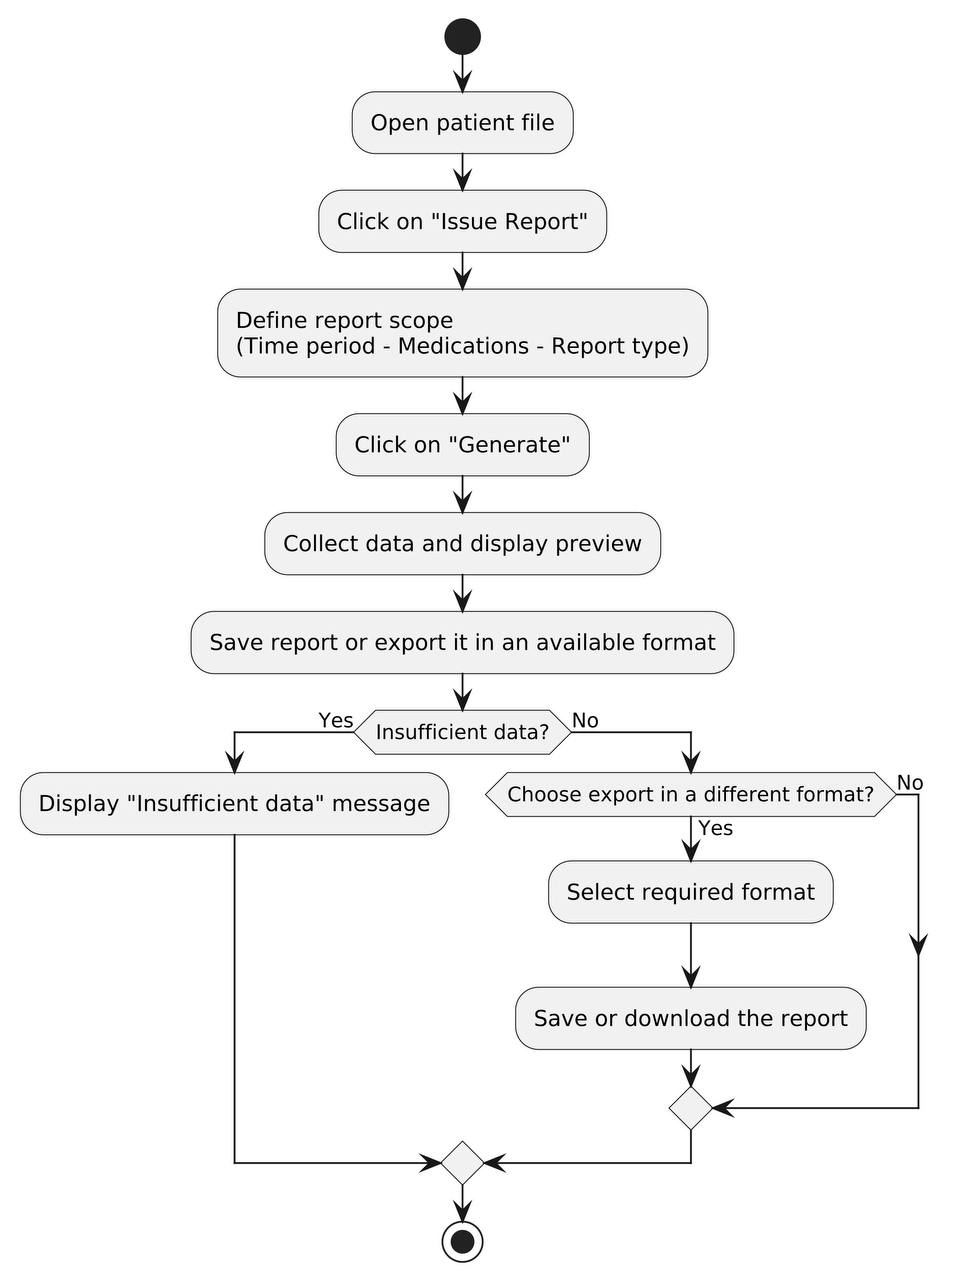 Open patient file
Click on "Issue Report"
Define report scope
(Time period - Medications - Report type)
Click on "Generate"
Collect data and display preview
Save report or export it in an available format
Yes
Insufficient data?
No
Display "Insufficient data" message
Choose export in a different format?
No
Yes
Select required format
Save or download the report